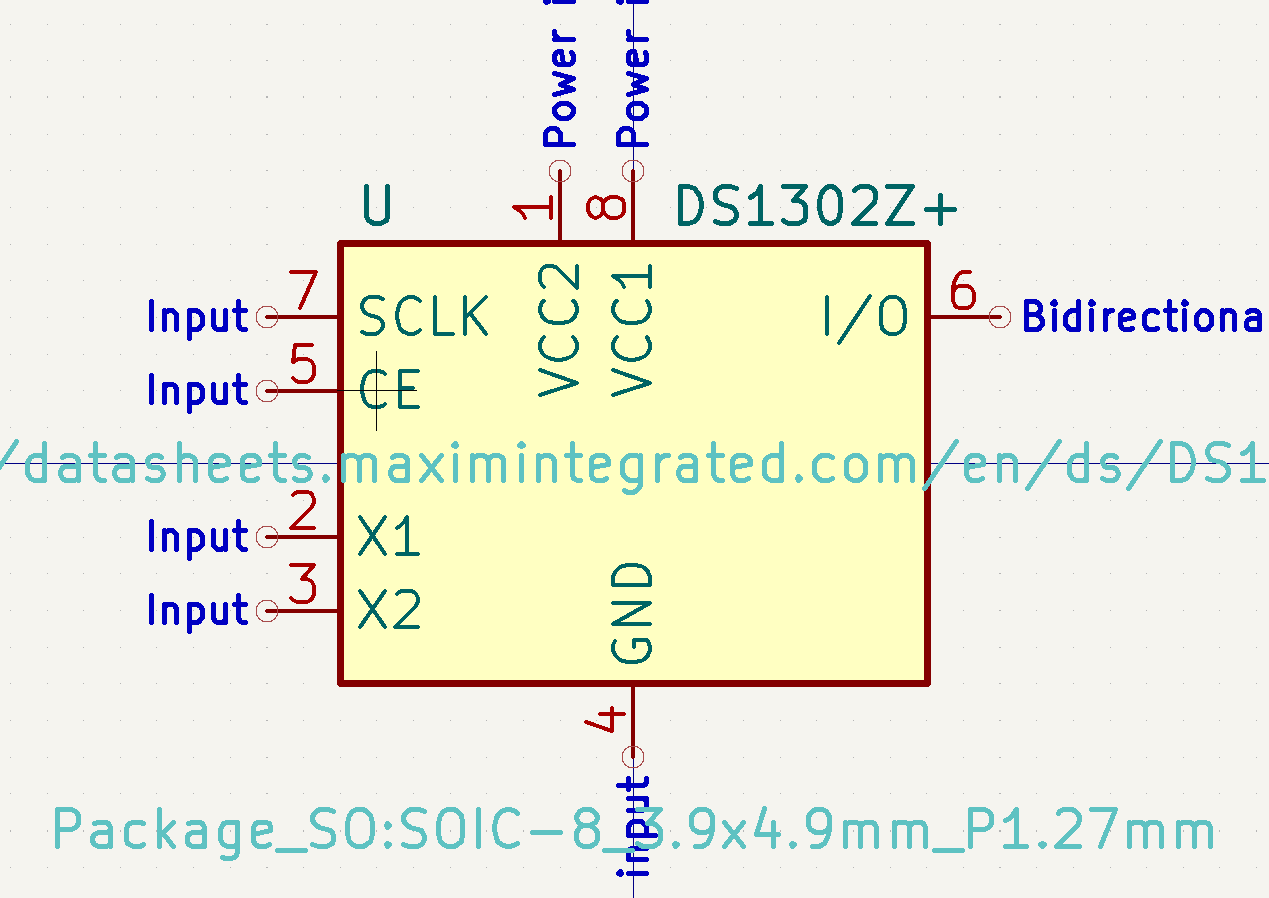 Power i
Power i
U
1
8
DS1302Z+
7
Input
SCLK
VCC2
VCC1
I/O
6
Bidirectiona
5
Input
CE
/datasheets.maximintegrated.com/en/ds/DS1
2
Input
X1
3
Input
X2
GND
4
input
Package_SO:SOIC-8_3.9x4.9mm_P1.27mm